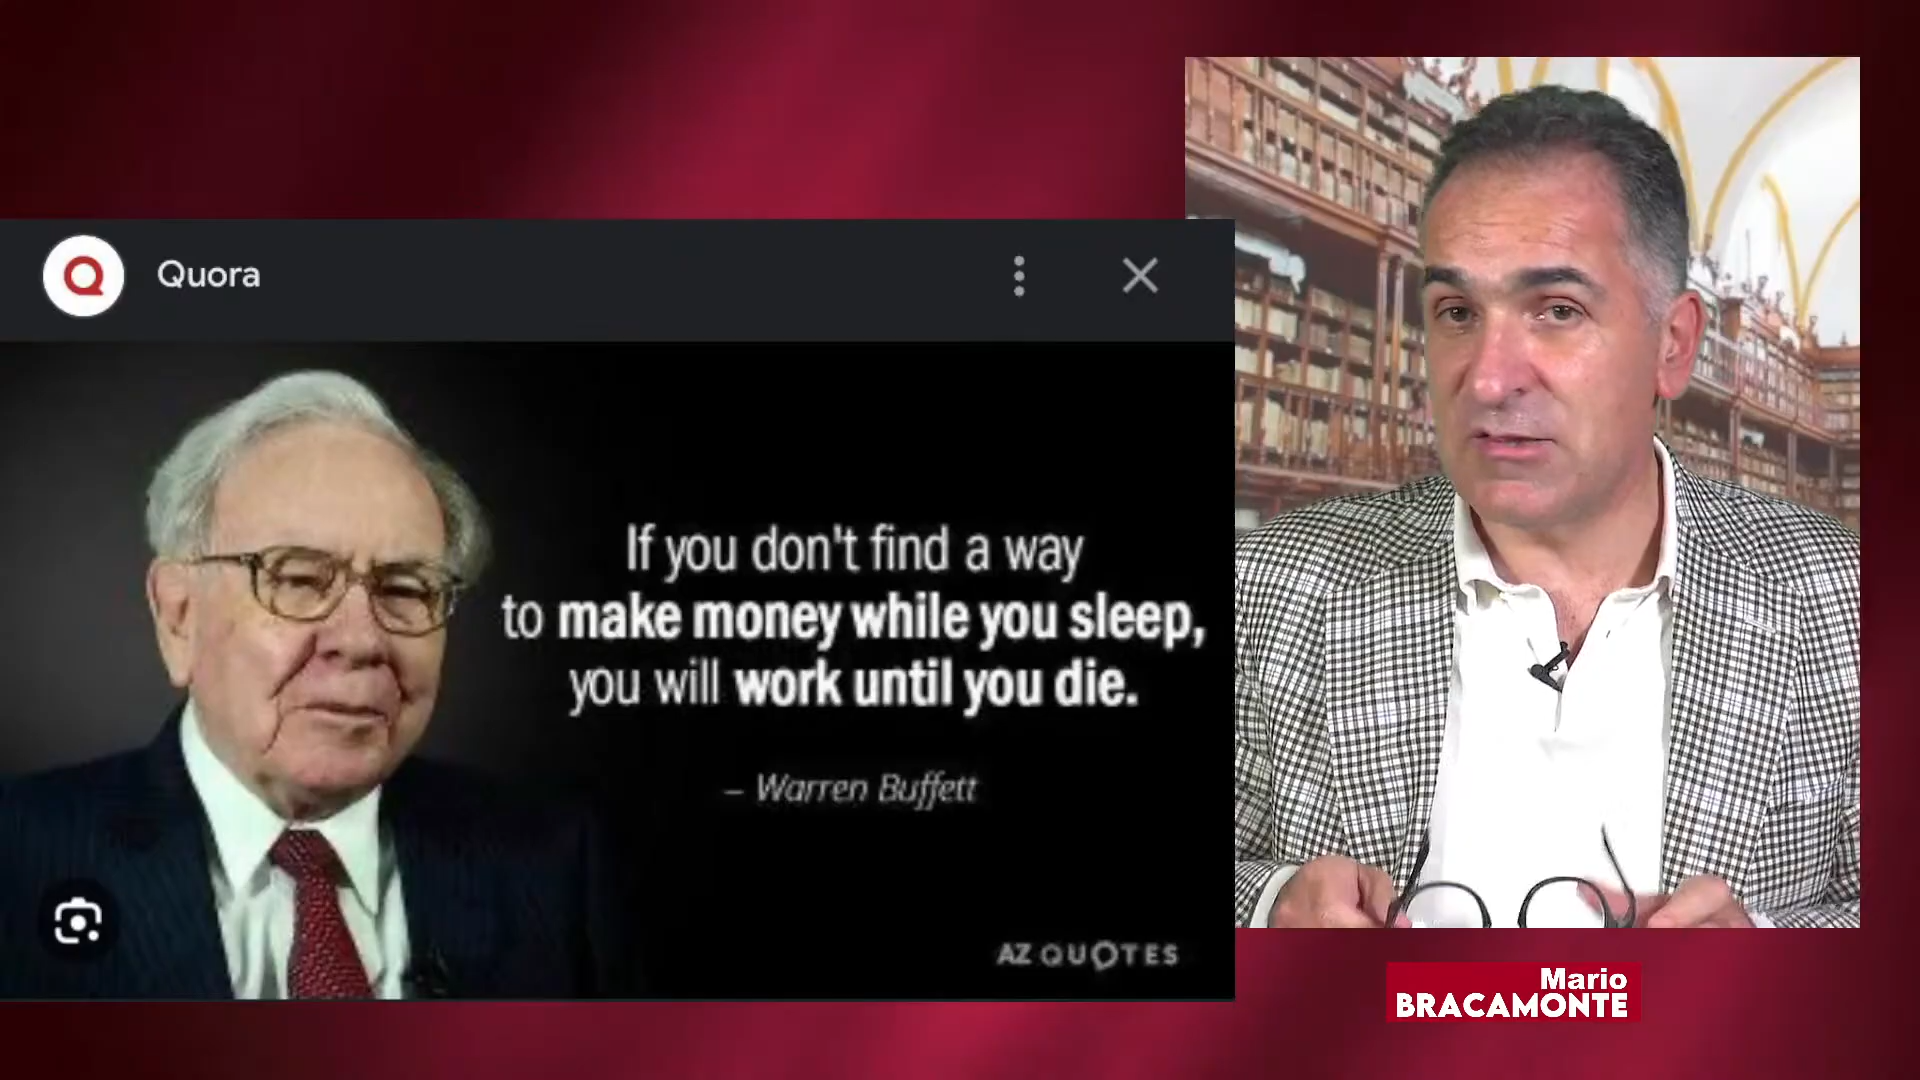 Quora
If you don't find a way
to make money while you sleep,
you will work until you die.
– Warren Buffett
AZ QUOTES
Mario
BRACAMONTE